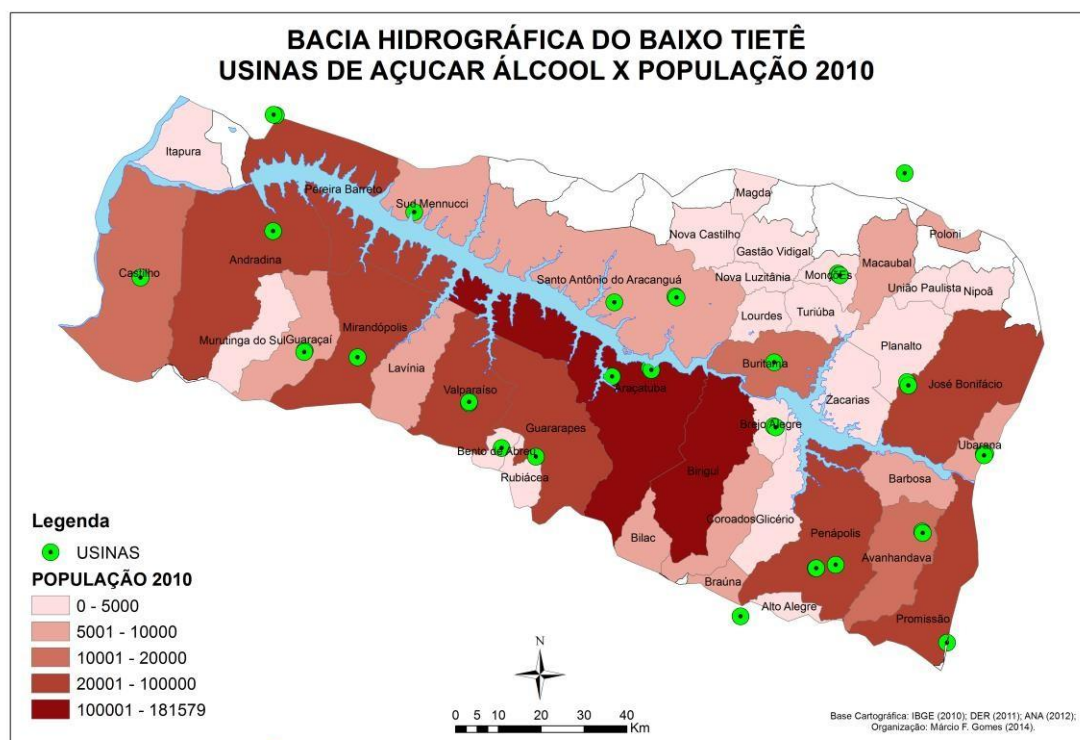 BACIA HIDROGRÁFICA DO BAIXO TIETÊ
USINAS DE AÇUCAR ÁLCOOL X POPULAÇÃO 2010
Itapura
Pereira Barreto
Sud Mennucci
Magda
Nova Castilho
Poloni
Gastão Vidigal
Macaubal
Castilho
Andradina
Santo Antônio do Aracanguá
Nova Luzitânia
Monções
União Paulista
Nipoã
Lourdes
Turiúba
Murutinga do Sul
Guaraçaí
Mirandópolis
Planalto
Lavínia
Buritama
José Bonifácio
Valparaíso
Araçatuba
Zacarias
Guararapes
Brejo Alegre
Bento de Abreu
Ubarana
Rubiácea
Birigui
Barbosa
Coroados
Glicério
Penápolis
Bilac
Avanhandava
Braúna
Alto Alegre
Promissão
Legenda
USINAS
POPULAÇÃO 2010
0 - 5000
5001 - 10000
10001 - 20000
20001 - 100000
100001 - 181579
N
0 5 10 20 30 40
Km
Base Cartográfica: IBGE (2010); DER (2011); ANA (2012);
Organização: Márcio F. Gomes (2014).